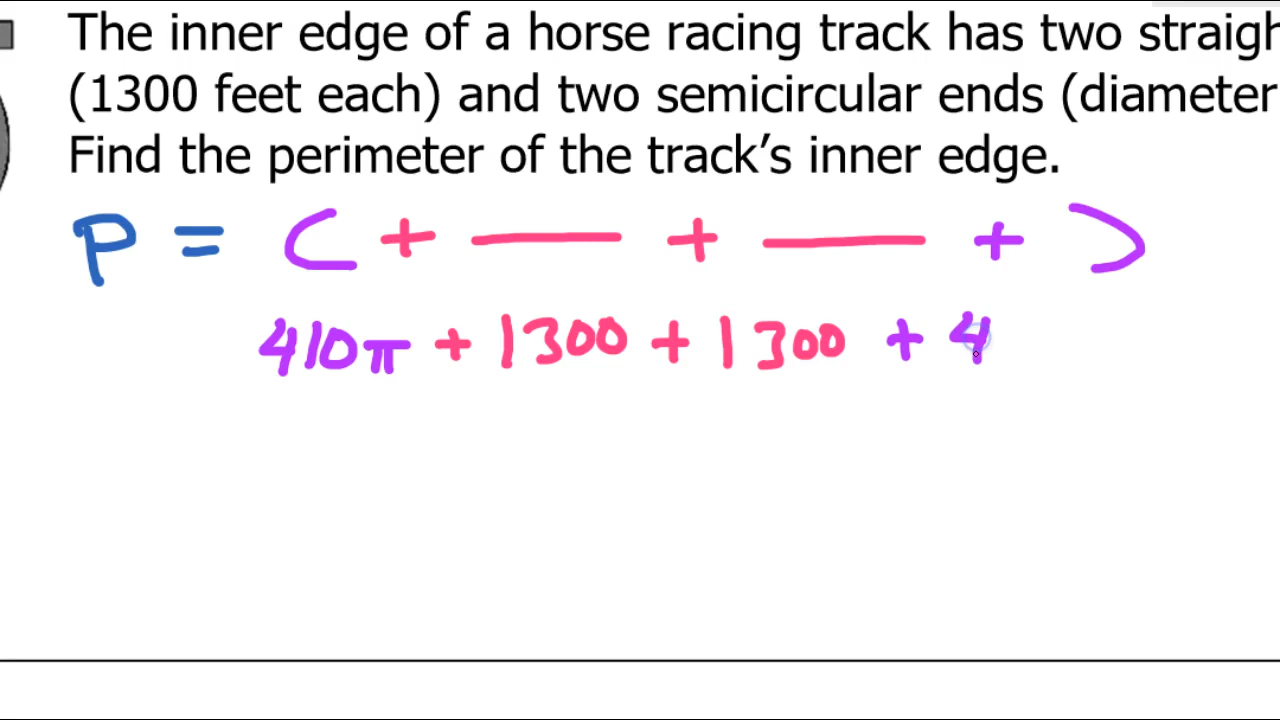 The inner edge of a horse racing track has two straigh
(1300 feet each) and two semicircular ends (diameter
Find the perimeter of the track's inner edge.
P = ( + — + — + )
410π + 1300 + 1300 + 4